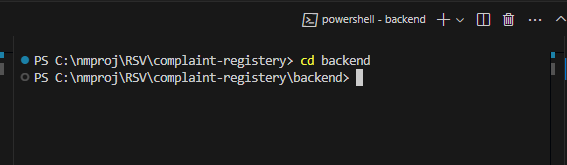 powershell - backend
PS C:\nmproj\RSV\complaint-registery> cd backend
PS C:\nmproj\RSV\complaint-registery\backend>